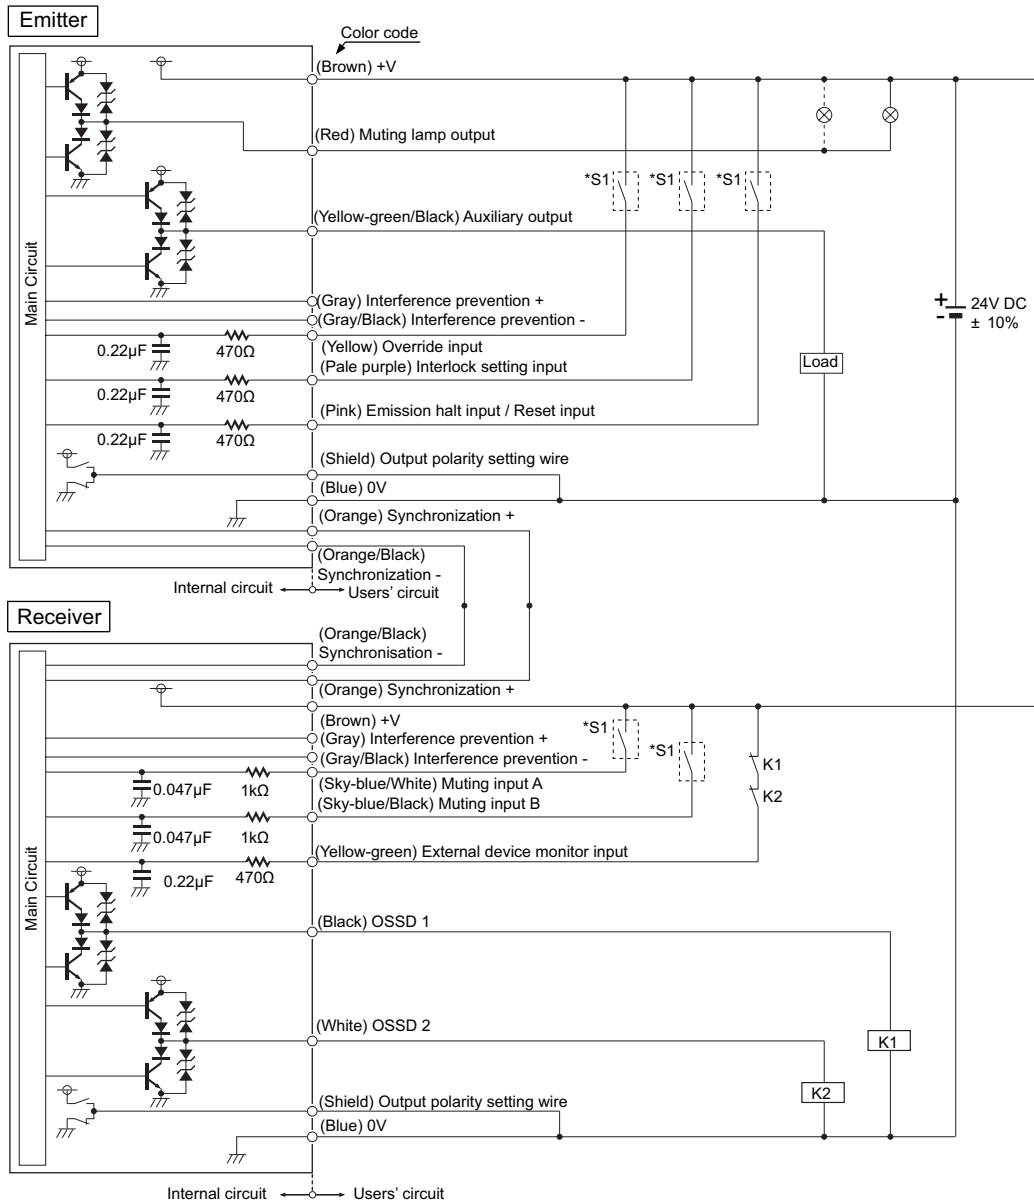 Emitter
Color code
(Brown) +V
(Red) Muting lamp output
*S1 *S1 *S1
(Yellow-green/Black) Auxiliary output
Main Circuit
(Gray) Interference prevention +
(Gray/Black) Interference prevention -
+ 24V DC
- ± 10%
0.22μF 470Ω (Yellow) Override input
(Pale purple) Interlock setting input
Load
0.22μF 470Ω
(Pink) Emission halt input / Reset input
0.22μF 470Ω
(Shield) Output polarity setting wire
(Blue) 0V
(Orange) Synchronization +
(Orange/Black)
Synchronization -
Internal circuit Users' circuit
Receiver
(Orange/Black)
Synchronisation -
(Orange) Synchronization +
(Brown) +V
*S1
(Gray) Interference prevention +
*S1
(Gray/Black) Interference prevention -
K1
0.047μF 1kΩ (Sky-blue/White) Muting input A
K2
(Sky-blue/Black) Muting input B
0.047μF 1kΩ
(Yellow-green) External device monitor input
0.22μF 470Ω
Main Circuit
(Black) OSSD 1
(White) OSSD 2
K1
K2
(Shield) Output polarity setting wire
(Blue) 0V
Internal circuit Users' circuit